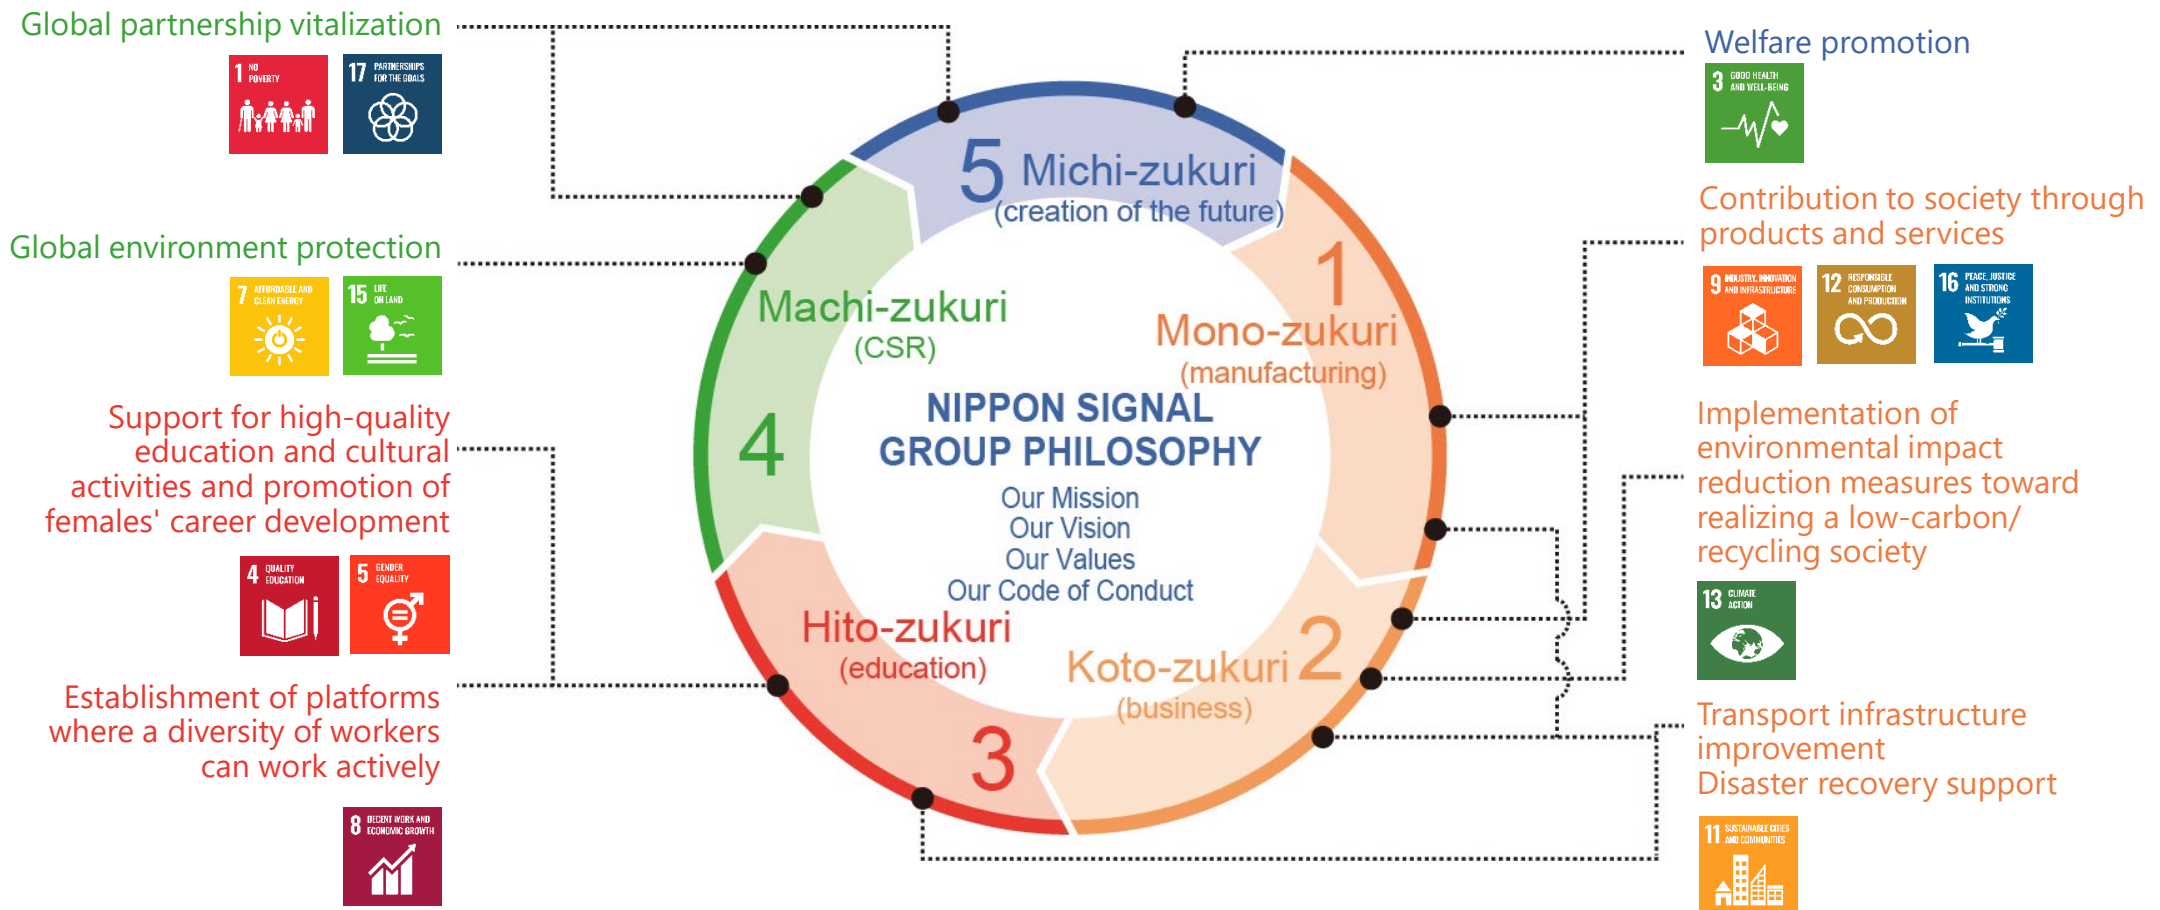 Global partnership vitalization
1 NO
POVERTY
17 PARTNERSHIPS
FOR THE GOALS
Global environment protection
7 AFFORDABLE AND
CLEAN ENERGY
15 LIFE
ON LAND
Support for high-quality
education and cultural
activities and promotion of
females' career development
4 QUALITY
EDUCATION
5 GENDER
EQUALITY
Establishment of platforms
where a diversity of workers
can work actively
8 DECENT WORK AND
ECONOMIC GROWTH
5 Michi-zukuri
(creation of the future)
1
Mono-zukuri
(manufacturing)
Machi-zukuri
(CSR)
4
NIPPON SIGNAL
GROUP PHILOSOPHY
Our Mission
Our Vision
Our Values
Our Code of Conduct
Hito-zukuri
(education)
3
Koto-zukuri 2
(business)
Welfare promotion
3 GOOD HEALTH
AND WELL-BEING
Contribution to society through
products and services
9 INDUSTRY, INNOVATION
AND INFRASTRUCTURE
12 RESPONSIBLE
CONSUMPTION
AND PRODUCTION
16 PEACE, JUSTICE
AND STRONG
INSTITUTIONS
Implementation of
environmental impact
reduction measures toward
realizing a low-carbon/
recycling society
13 CLIMATE
ACTION
Transport infrastructure
improvement
Disaster recovery support
11 SUSTAINABLE CITIES
AND COMMUNITIES